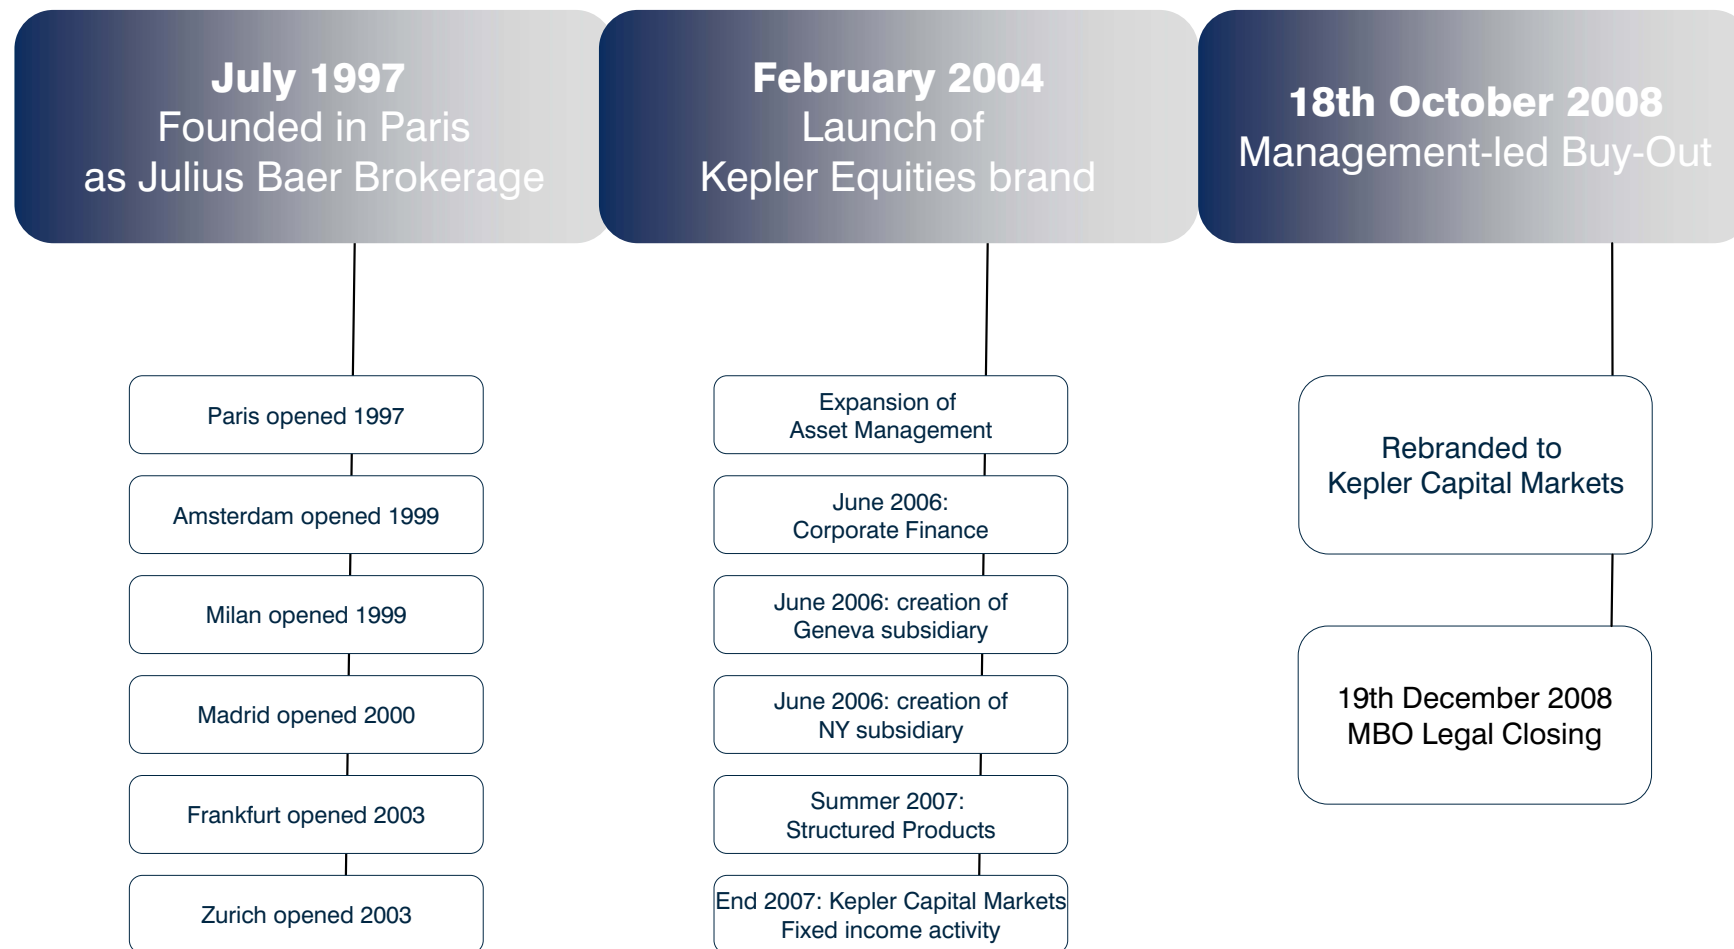 July 1997
Founded in Paris
as Julius Baer Brokerage
Paris opened 1997
Amsterdam opened 1999
Milan opened 1999
Madrid opened 2000
Frankfurt opened 2003
Zurich opened 2003
February 2004
Launch of
Kepler Equities brand
Expansion of
Asset Management
June 2006:
Corporate Finance
June 2006: creation of
Geneva subsidiary
June 2006: creation of
NY subsidiary
Summer 2007:
Structured Products
End 2007: Kepler Capital Markets
Fixed income activity
18th October 2008
Management-led Buy-Out
Rebranded to
Kepler Capital Markets
19th December 2008
MBO Legal Closing